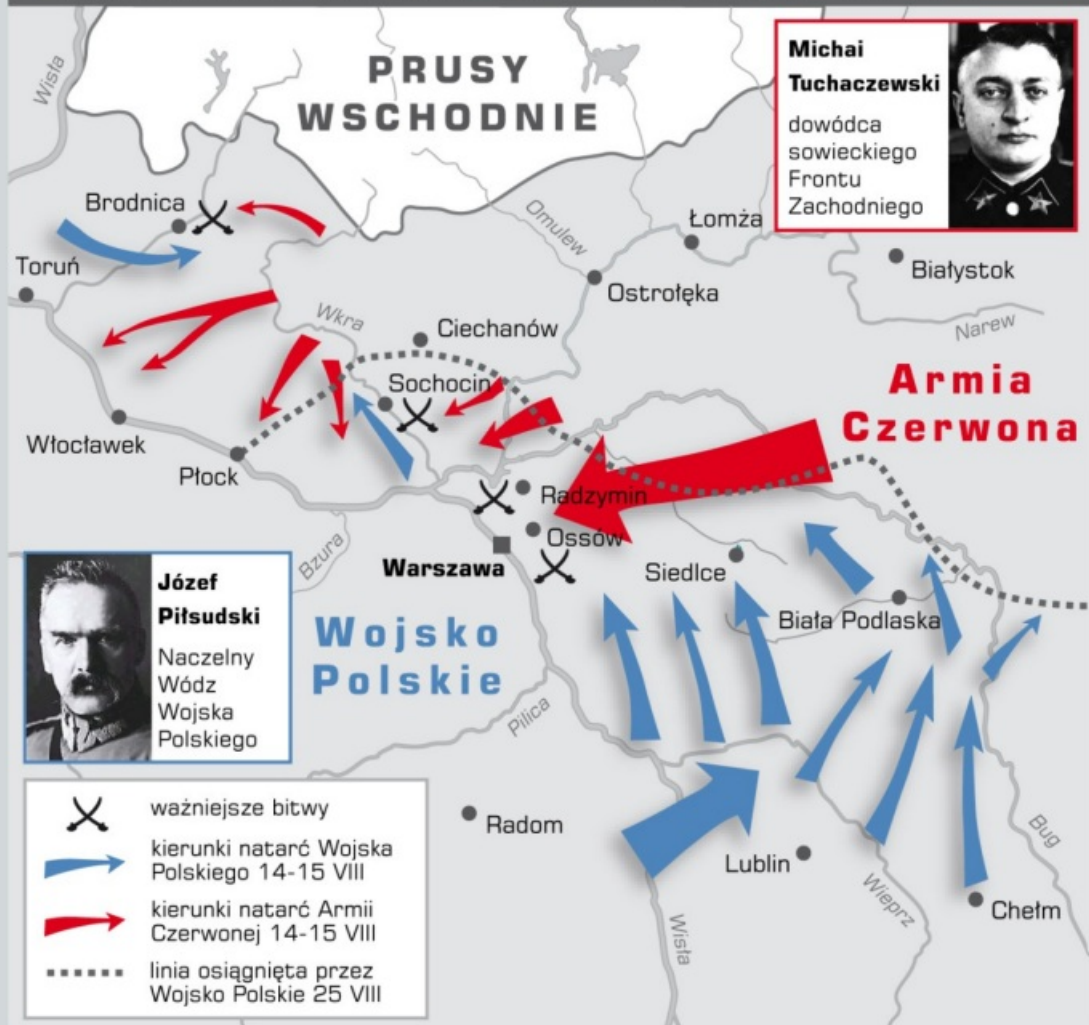 PRUSY
WSCHODNIE
Michai
Tuchaczewski
dowódca
sowieckiego
Frontu
Zachodniego
Wisła
Brodnica
Toruń
Omulew
Łomża
Białystok
Ostrołęka
Narew
Wkra
Ciechanów
Sochocin
Armia
Czerwona
Włocławek
Płock
Radzymin
Ossów
Bzura
Warszawa
Siedlce
Biała Podlaska
Józef
Piłsudski
Naczelny
Wódz
Wojska
Polskiego
Wojsko
Polskie
Pilica
Radom
Lublin
Wieprz
Bug
Chełm
Wisła
ważniejsze bitwy
kierunki natarć Wojska
Polskiego 14-15 VIII
kierunki natarć Armii
Czerwonej 14-15 VIII
linia osiągnięta przez
Wojsko Polskie 25 VIII